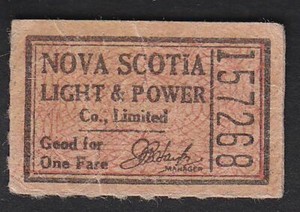 NOVA SCOTIA
LIGHT & POWER
Co., Limited
Good for
One Fare
MANAGER
157268